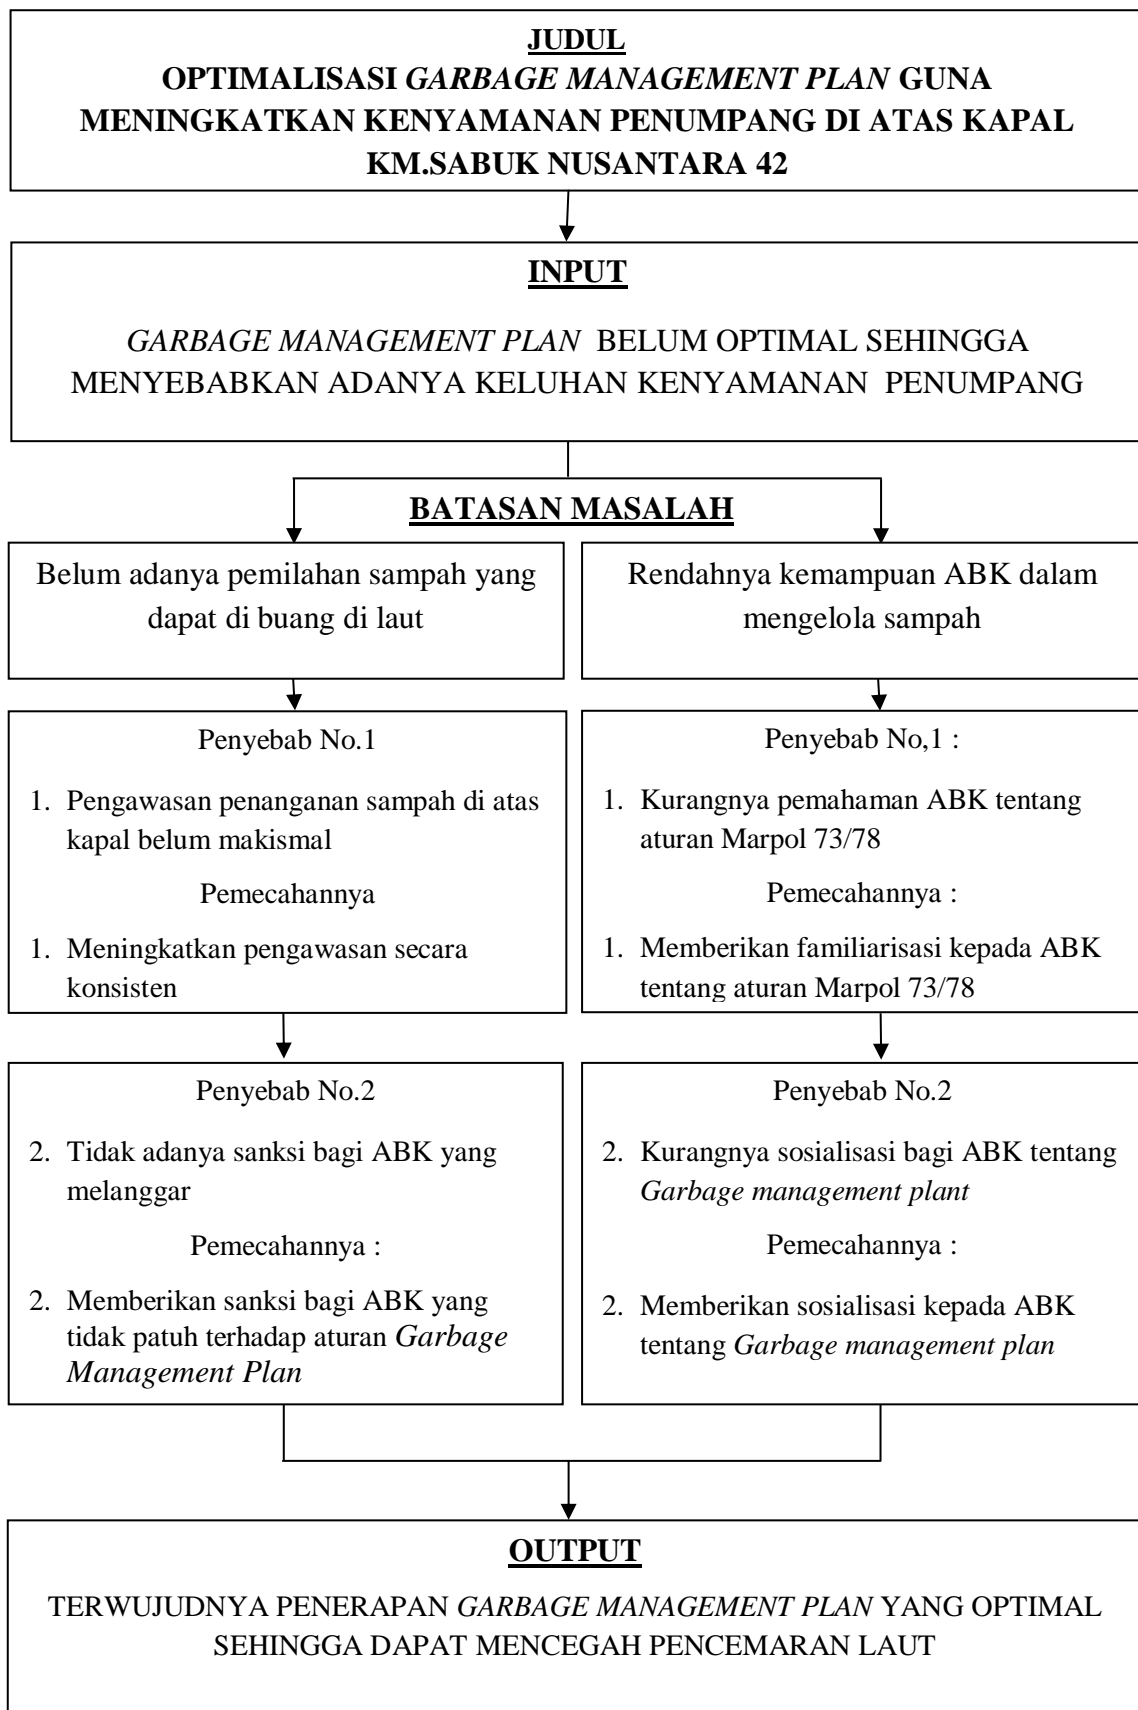 JUDUL
OPTIMALISASI GARBAGE MANAGEMENT PLAN GUNA
MENINGKATKAN KENYAMANAN PENUMPANG DI ATAS KAPAL
KM.SABUK NUSANTARA 42
INPUT
GARBAGE MANAGEMENT PLAN BELUM OPTIMAL SEHINGGA
MENYEBABKAN ADANYA KELUHAN KENYAMANAN PENUMPANG
BATASAN MASALAH
Belum adanya pemilahan sampah yang
dapat di buang di laut
Rendahnya kemampuan ABK dalam
mengelola sampah
Penyebab No.1
1. Pengawasan penanganan sampah di atas
kapal belum makismal
Pemecahannya
1. Meningkatkan pengawasan secara
konsisten
Penyebab No,1 :
1. Kurangnya pemahaman ABK tentang
aturan Marpol 73/78
Pemecahannya :
1. Memberikan familiarisasi kepada ABK
tentang aturan Marpol 73/78
Penyebab No.2
2. Tidak adanya sanksi bagi ABK yang
melanggar
Pemecahannya :
2. Memberikan sanksi bagi ABK yang
tidak patuh terhadap aturan Garbage
Management Plan
Penyebab No.2
2. Kurangnya sosialisasi bagi ABK tentang
Garbage management plant
Pemecahannya :
2. Memberikan sosialisasi kepada ABK
tentang Garbage management plan
OUTPUT
TERWUJUDNYA PENERAPAN GARBAGE MANAGEMENT PLAN YANG OPTIMAL
SEHINGGA DAPAT MENCEGAH PENCEMARAN LAUT